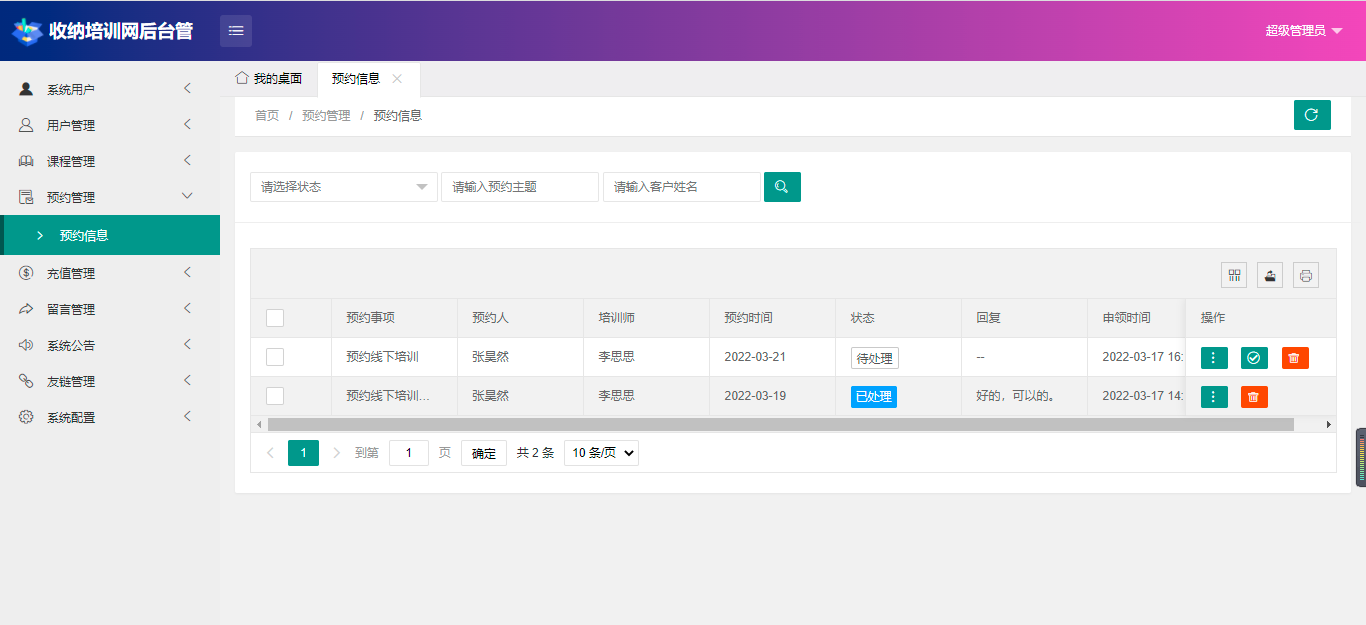 收纳培训网后台管
超级管理员
系统用户
用户管理
课程管理
预约管理
预约信息
充值管理
留言管理
系统公告
友链管理
系统配置
我的桌面
预约信息
首页 / 预约管理 / 预约信息
请选择状态 请输入预约主题 请输入客户姓名
预约事项 预约人 培训师 预约时间 状态 回复 申领时间 操作
预约线下培训 张昊然 李思思 2022-03-21 待处理 -- 2022-03-17 16:
预约线下培训... 张昊然 李思思 2022-03-19 已处理 好的，可以的。 2022-03-17 14:
1 到第 1 页 确定 共 2 条 10 条/页